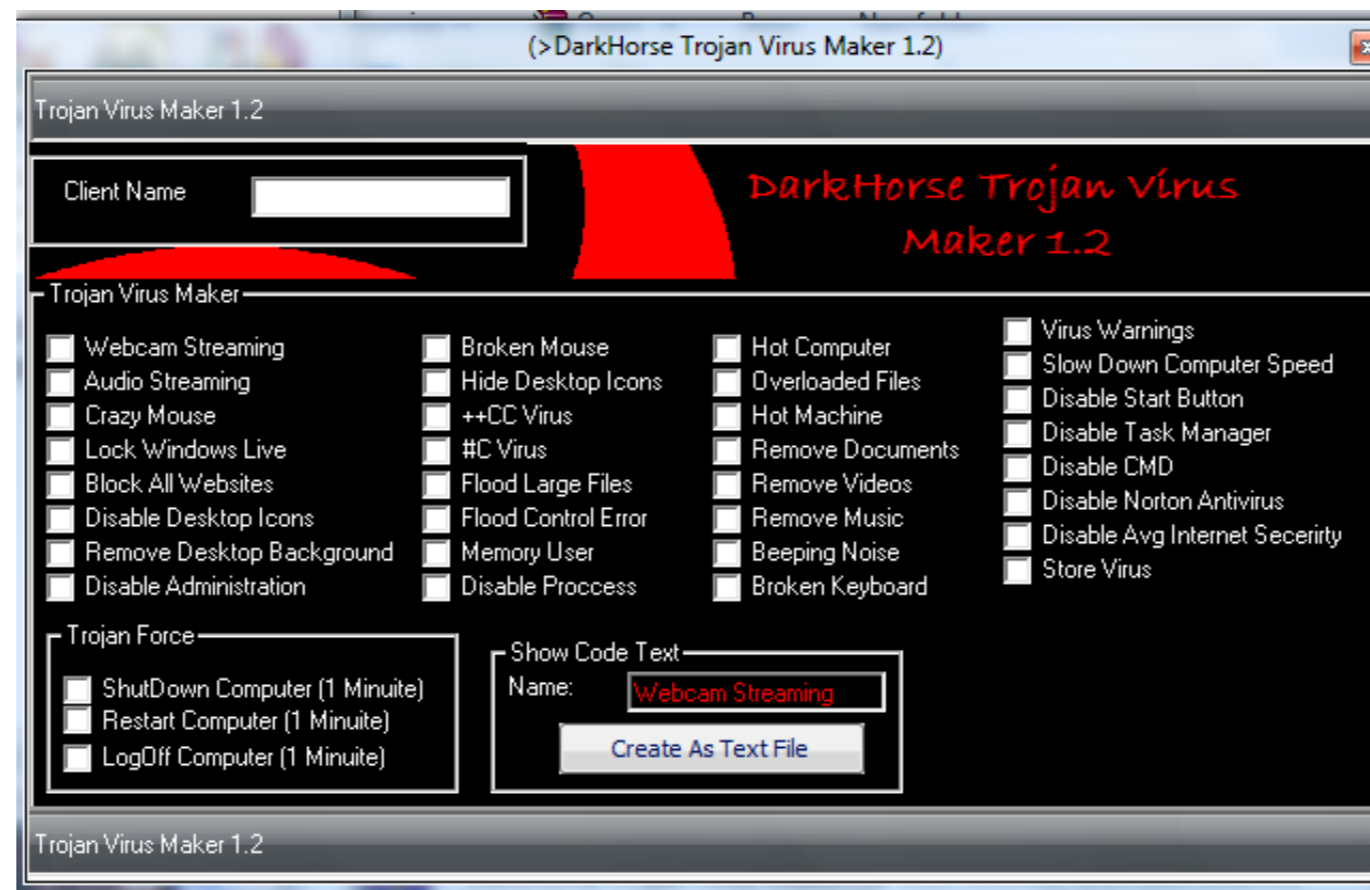 (>DarkHorse Trojan Virus Maker 1.2)
Trojan Virus Maker 1.2
Client Name
DarkHorse Trojan Virus
Maker 1.2
Trojan Virus Maker
Webcam Streaming
Audio Streaming
Crazy Mouse
Lock Windows Live
Block All Websites
Disable Desktop Icons
Remove Desktop Background
Disable Administration
Broken Mouse
Hide Desktop Icons
++CC Virus
#C Virus
Flood Large Files
Flood Control Error
Memory User
Disable Proccess
Hot Computer
Overloaded Files
Hot Machine
Remove Documents
Remove Videos
Remove Music
Beeping Noise
Broken Keyboard
Virus Warnings
Slow Down Computer Speed
Disable Start Button
Disable Task Manager
Disable CMD
Disable Norton Antivirus
Disable Avg Internet Secerirty
Store Virus
Trojan Force
ShutDown Computer (1 Minuite)
Restart Computer (1 Minuite)
LogOff Computer (1 Minuite)
Show Code Text
Name: Webcam Streaming
Create As Text File
Trojan Virus Maker 1.2